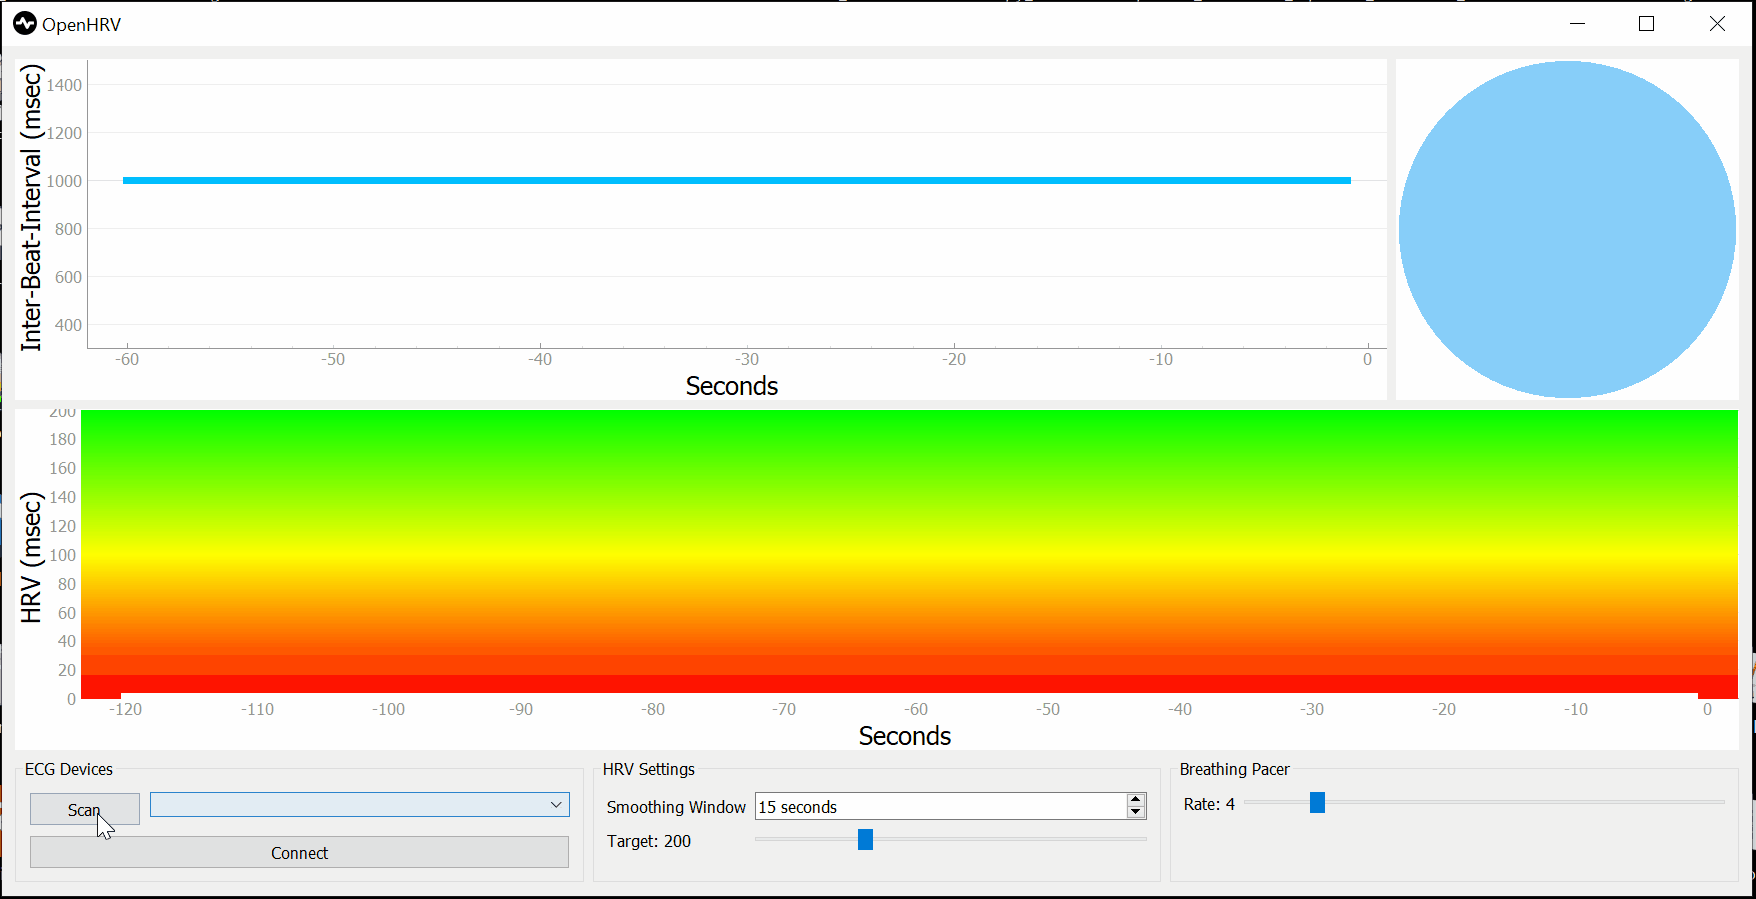 OpenHRV
Inter-Beat-Interval (msec)
1400
1200
1000
800
600
400
-60 -50 -40 -30 -20 -10 0
Seconds
HRV (msec)
200
180
160
140
120
100
80
60
40
20
0
-120 -110 -100 -90 -80 -70 -60 -50 -40 -30 -20 -10 0
Seconds
ECG Devices
Scan
Connect
HRV Settings
Smoothing Window 15 seconds
Target: 200
Breathing Pacer
Rate: 4